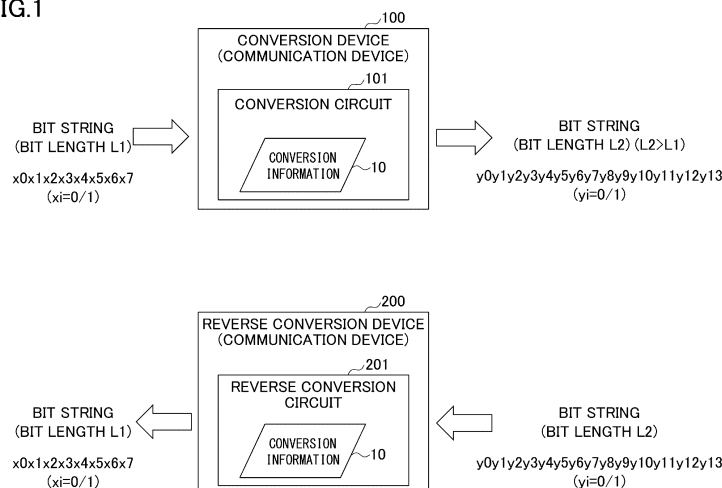 IG.1
100
CONVERSION DEVICE
(COMMUNICATION DEVICE)
101
CONVERSION CIRCUIT
CONVERSION
INFORMATION
10
BIT STRING
(BIT LENGTH L1)
x0x1x2x3x4x5x6x7
(xi=0/1)
BIT STRING
(BIT LENGTH L2) (L2>L1)
y0y1y2y3y4y5y6y7y8y9y10y11y12y13
(yi=0/1)
200
REVERSE CONVERSION DEVICE
(COMMUNICATION DEVICE)
201
REVERSE CONVERSION
CIRCUIT
CONVERSION
INFORMATION
10
BIT STRING
(BIT LENGTH L1)
x0x1x2x3x4x5x6x7
(xi=0/1)
BIT STRING
(BIT LENGTH L2)
y0y1y2y3y4y5y6y7y8y9y10y11y12y13
(yi=0/1)